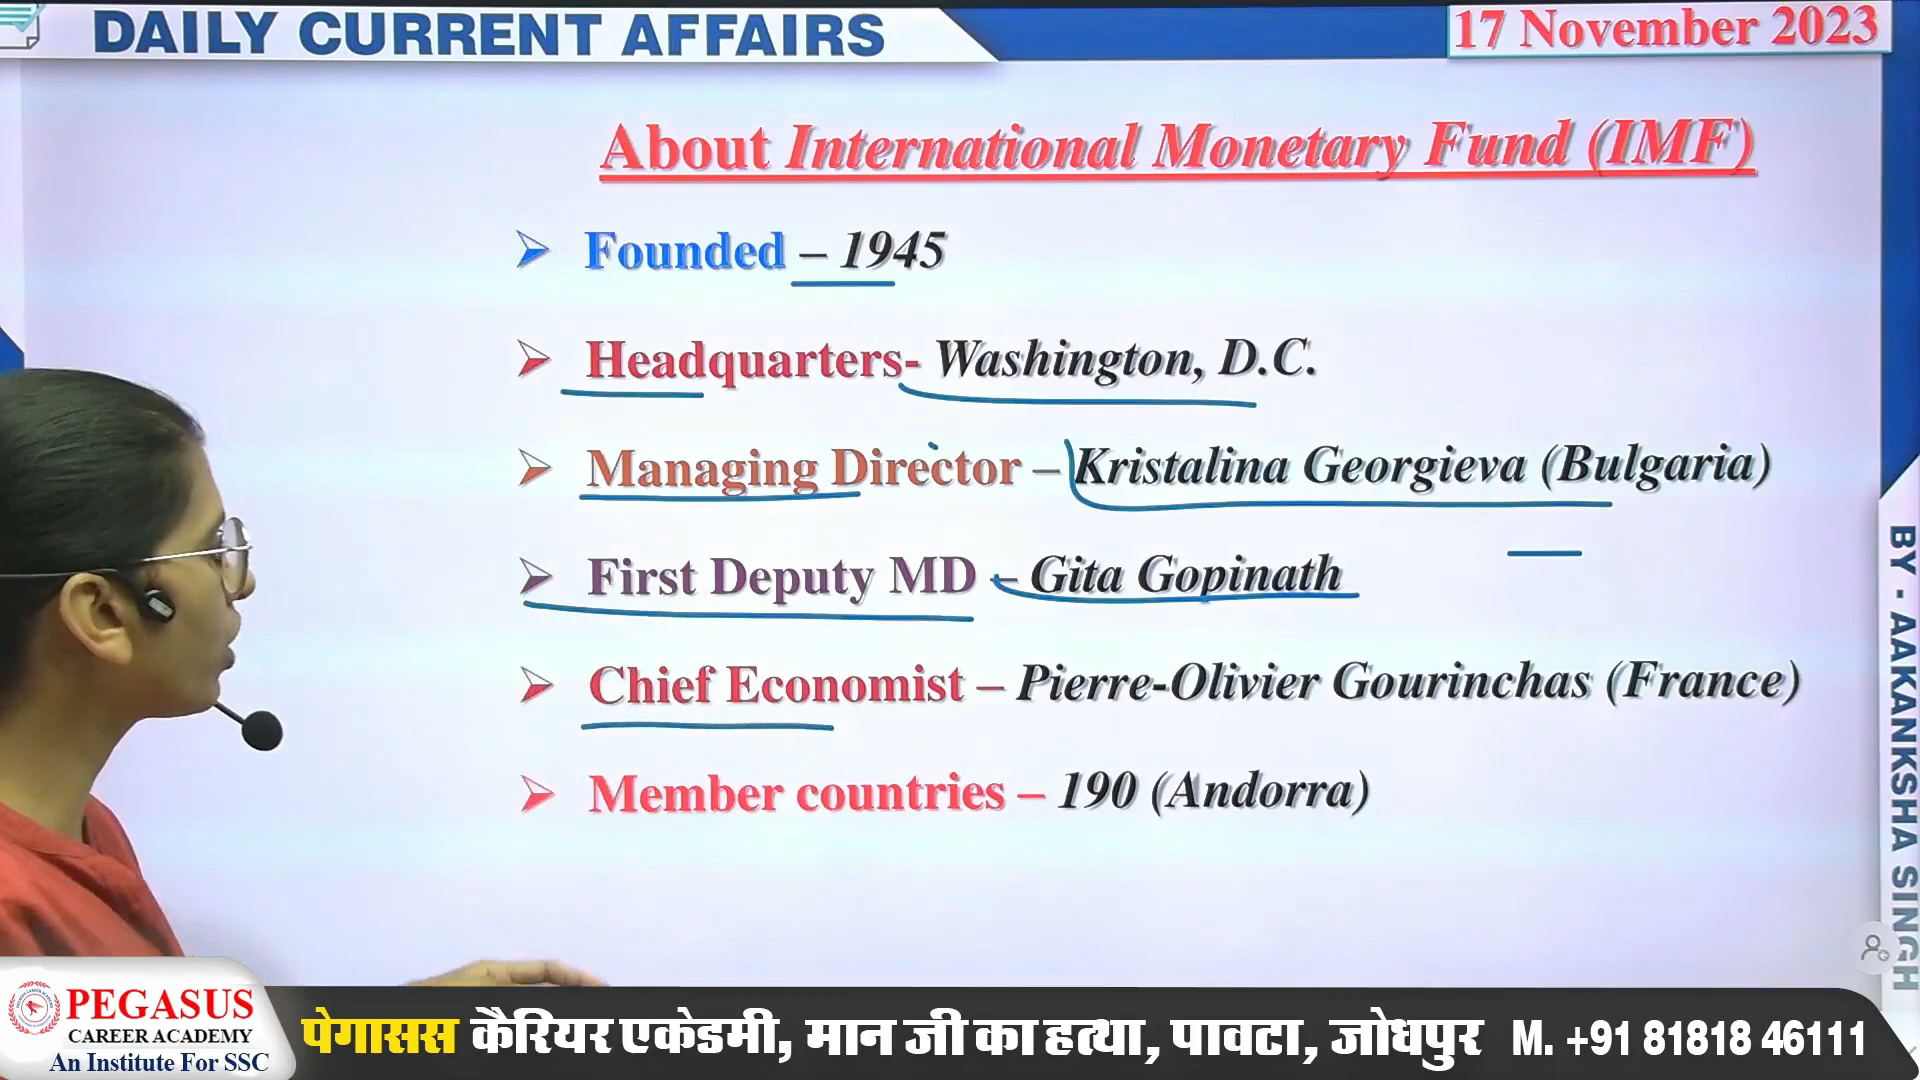 DAILY CURRENT AFFAIRS
17 November 2023
About International Monetary Fund (IMF)
Founded – 1945
Headquarters- Washington, D.C.
Managing Director – Kristalina Georgieva (Bulgaria)
First Deputy MD – Gita Gopinath
Chief Economist – Pierre-Olivier Gourinchas (France)
Member countries – 190 (Andorra)
BY - AAKANKSHA SINGH
PEGASUS
CAREER ACADEMY
An Institute For SSC
पेगासस कैरियर एकेडमी, मान जी का हत्था, पावटा, जोधपुर M. +91 81818 46111